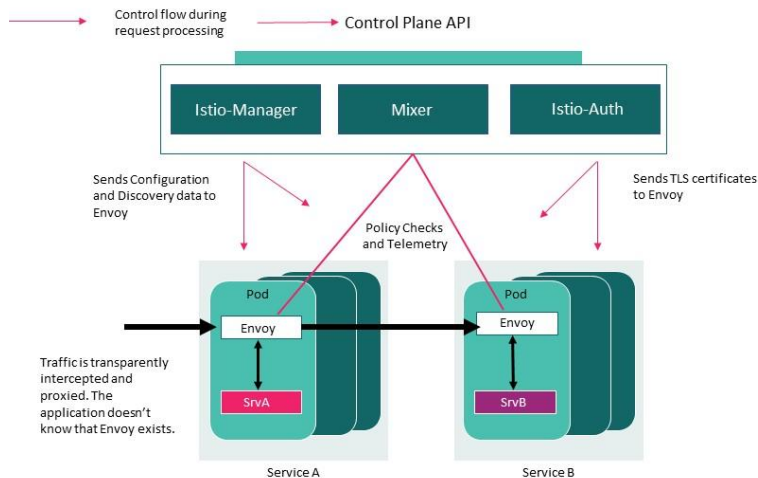 Control flow during
request processing
Control Plane API
Istio-Manager
Mixer
Istio-Auth
Sends Configuration
and Discovery data to
Envoy
Sends TLS certificates
to Envoy
Policy Checks
and Telemetry
Pod
Pod
Envoy
Envoy
Traffic is transparently
intercepted and
proxied. The
application doesn't
know that Envoy exists.
SrvA
SrvB
Service A
Service B